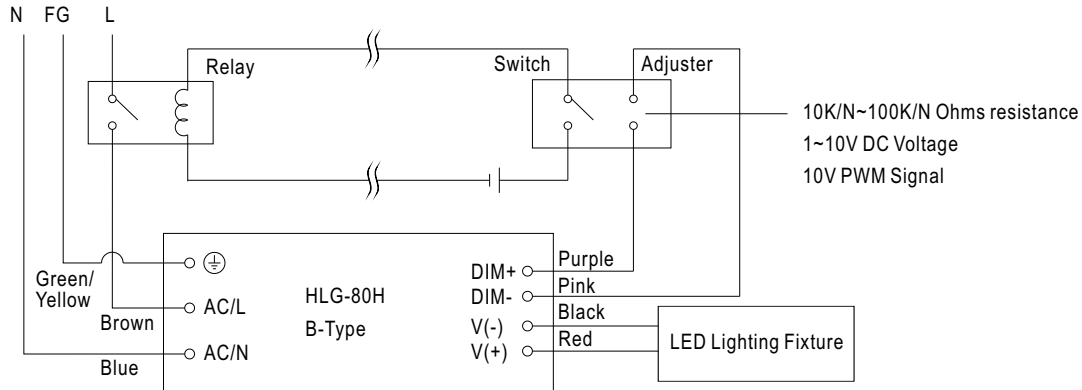 N FG L
Relay
Switch
Adjuster
10K/N~100K/N Ohms resistance
1~10V DC Voltage
10V PWM Signal
Green/
Yellow
Brown
Blue
AC/L
AC/N
HLG-80H
B-Type
DIM+
DIM-
V(-)
V(+)
Purple
Pink
Black
Red
LED Lighting Fixture